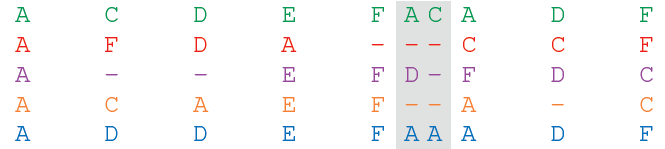 A C D E F A C A D F
A F D A - - - C C F
A - - E F D - F D C
A C A E F - - A - C
A D D E F A A A D F